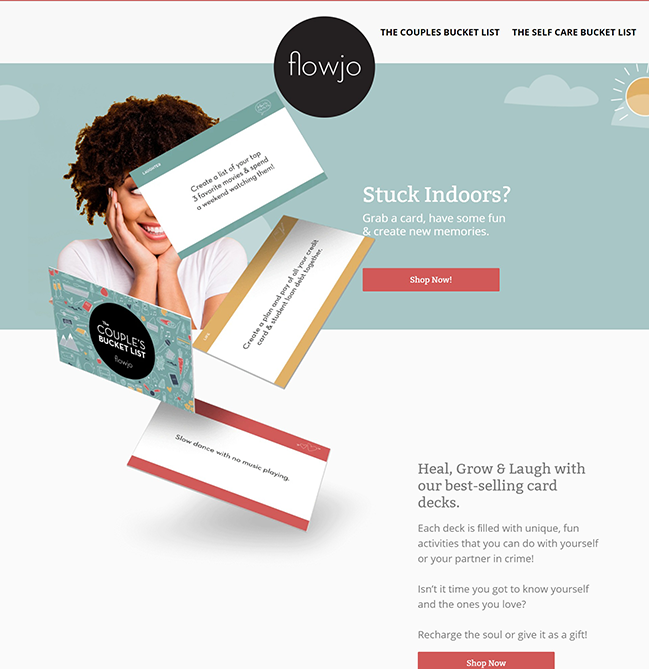 flowjo
THE COUPLES BUCKET LIST
THE SELF CARE BUCKET LIST
LAUGHTER
Create a list of your top
3 favorite movies & spend
a weekend watching them!
Stuck Indoors?
Grab a card, have some fun
& create new memories.
Shop Now!
Create a plan and pay of all your credit
card & student loan debt together.
The
COUPLE'S
BUCKET LIST
flowjo
Slow dance with no music playing.
Heal, Grow & Laugh with
our best-selling card
decks.
Each deck is filled with unique, fun
activities that you can do with yourself
or your partner in crime!
Isn't it time you got to know yourself
and the ones you love?
Recharge the soul or give it as a gift!
Shop Now